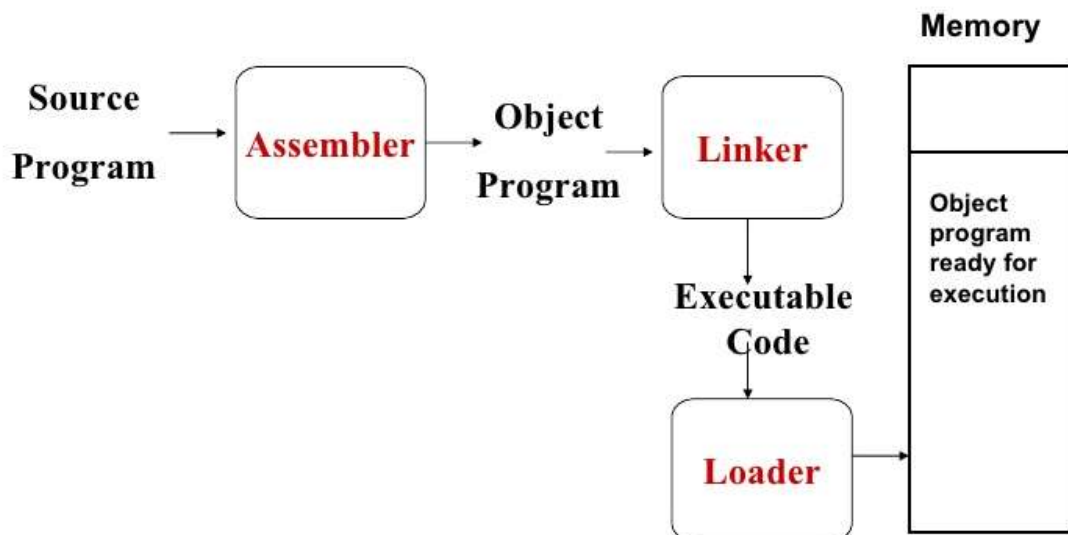 Memory
Source
Program
Assembler
Object
Program
Linker
Executable
Code
Loader
Object
program
ready for
execution